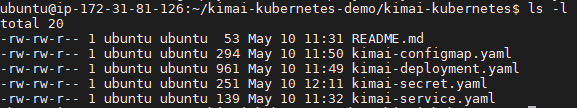 ubuntu@ip-172-31-81-126:~/kimai-kubernetes-demo/kimai-kubernetes$ ls -l
total 20
-rw-rw-r-- 1 ubuntu ubuntu  53 May 10 11:31 README.md
-rw-rw-r-- 1 ubuntu ubuntu 294 May 10 11:50 kimai-configmap.yaml
-rw-rw-r-- 1 ubuntu ubuntu 961 May 10 11:49 kimai-deployment.yaml
-rw-rw-r-- 1 ubuntu ubuntu 251 May 10 12:11 kimai-secret.yaml
-rw-rw-r-- 1 ubuntu ubuntu 139 May 10 11:32 kimai-service.yaml